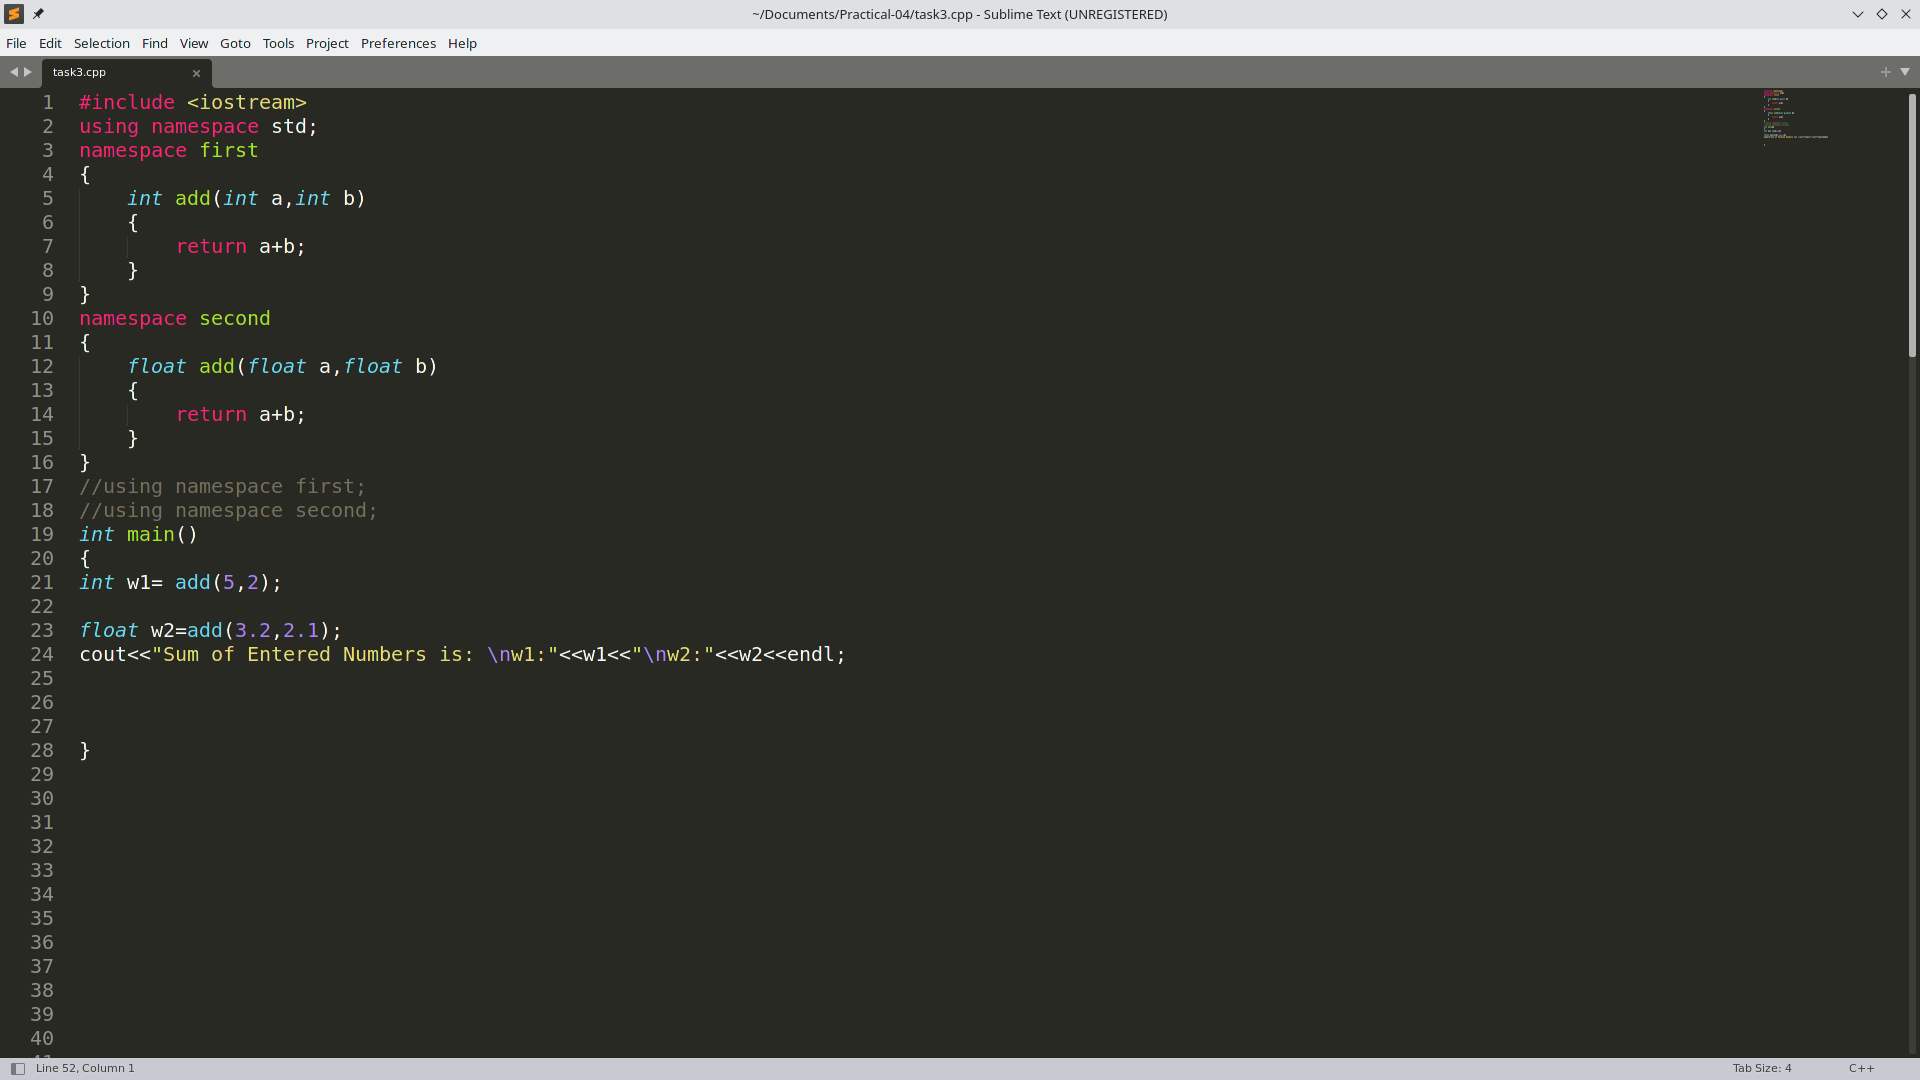 ~/Documents/Practical-04/task3.cpp - Sublime Text (UNREGISTERED)
File Edit Selection Find View Goto Tools Project Preferences Help
task3.cpp
1 #include <iostream>
2 using namespace std;
3 namespace first
4 {
5     int add(int a,int b)
6     {
7         return a+b;
8     }
9 }
10 namespace second
11 {
12     float add(float a,float b)
13     {
14         return a+b;
15     }
16 }
17 //using namespace first;
18 //using namespace second;
19 int main()
20 {
21 int w1= add(5,2);
22
23 float w2=add(3.2,2.1);
24 cout<<"Sum of Entered Numbers is: \nw1:"<<w1<<"\nw2:"<<w2<<endl;
25
26
27
28 }
29
30
31
32
33
34
35
36
37
38
39
40
Line 52, Column 1 Tab Size: 4 C++